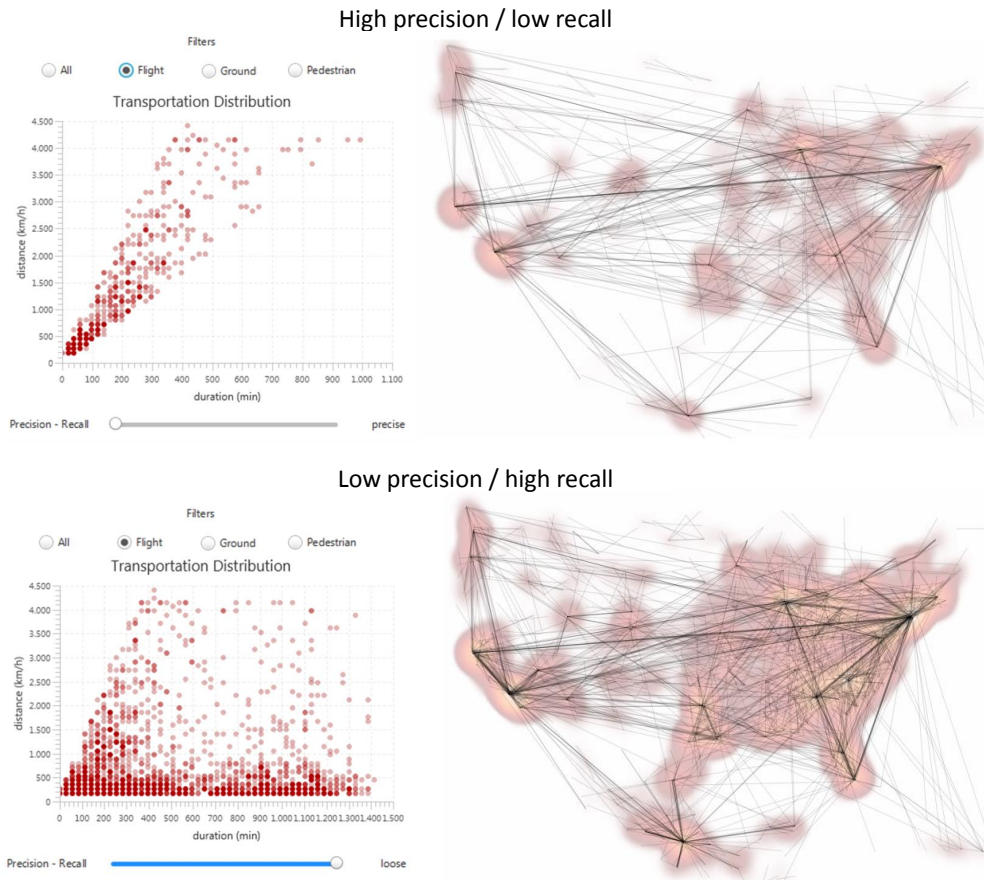 High precision / low recall
Filters
All Flight Ground Pedestrian
Transportation Distribution
4.500
4.000
3.500
3.000
2.500
2.000
1.500
1.000
500
0
distance (km/h)
0 100 200 300 400 500 600 700 800 900 1.000 1.100
duration (min)
Precision - Recall precise
Low precision / high recall
Filters
All Flight Ground Pedestrian
Transportation Distribution
4.500
4.000
3.500
3.000
2.500
2.000
1.500
1.000
500
0
distance (km/h)
0 100 200 300 400 500 600 700 800 900 1.000 1.100 1.200 1.300 1.400 1.500
duration (min)
Precision - Recall loose